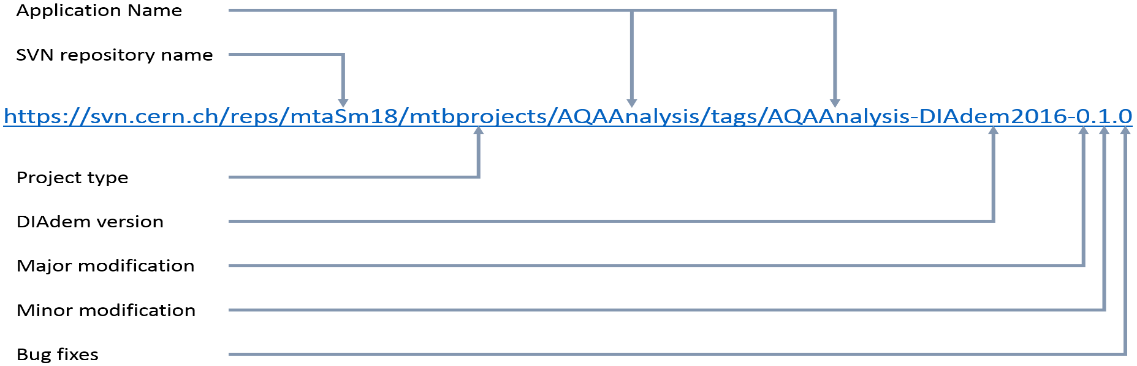 Application Name
SVN repository name
https://svn.cern.ch/reps/mtaSm18/mtbprojects/AQAAnalysis/tags/AQAAnalysis-DIAdem2016-0.1.0
Project type
DIAdem version
Major modification
Minor modification
Bug fixes